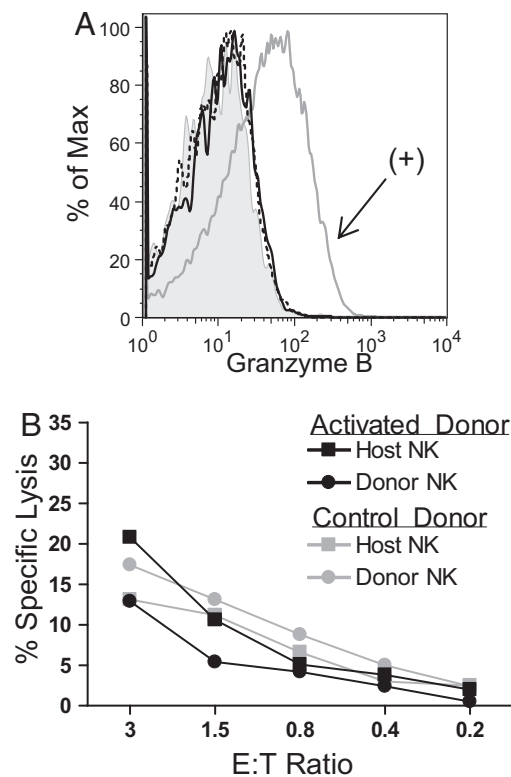 A
% of Max
100
80
60
40
20
0
(+)
10^0 10^1 10^2 10^3 10^4
Granzyme B
B
% Specific Lysis
35
30
25
20
15
10
5
0
Activated Donor
Host NK
Donor NK
Control Donor
Host NK
Donor NK
3 1.5 0.8 0.4 0.2
E:T Ratio